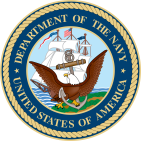 DEPARTMENT OF THE NAVY
UNITED STATES OF AMERICA